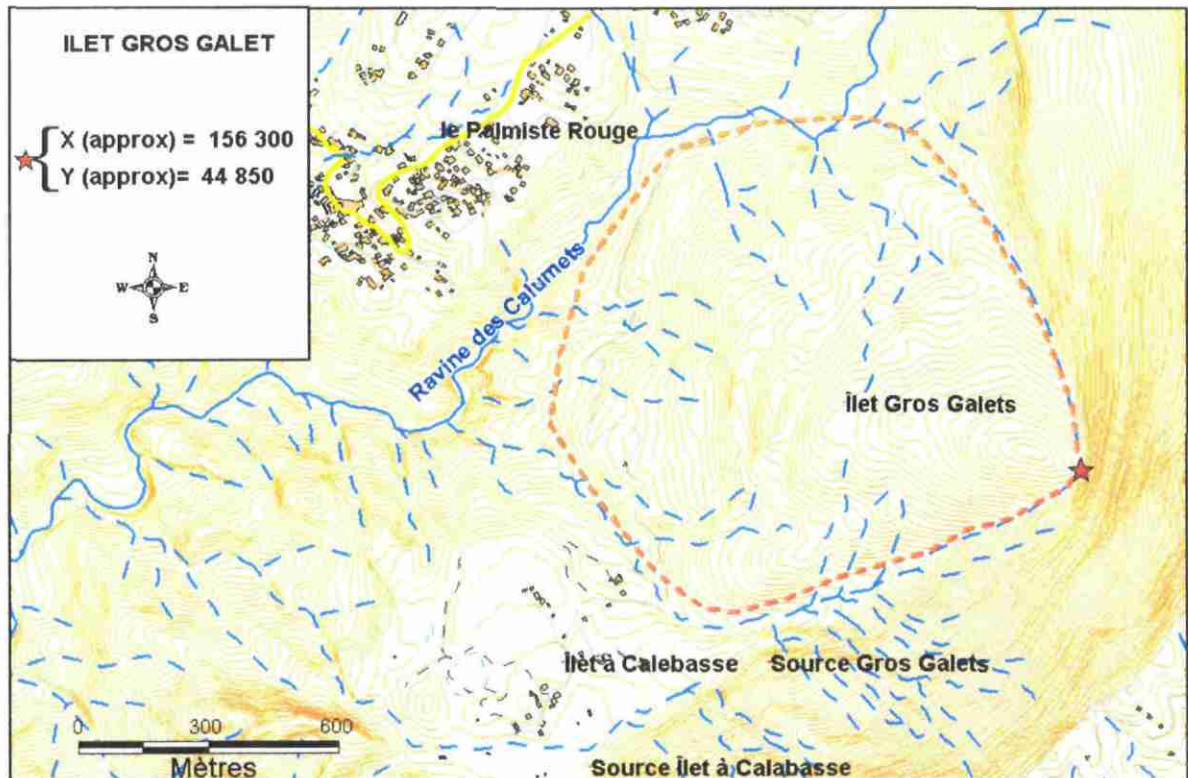 ILET GROS GALET
X (approx) = 156 300
Y (approx)= 44 850
N
W E
S
le Palmiste Rouge
Ravine des Calumets
Îlet Gros Galets
Îlet à Calebasse
Source Gros Galets
0 300 600
Mètres
Source Îlet à Calabasse